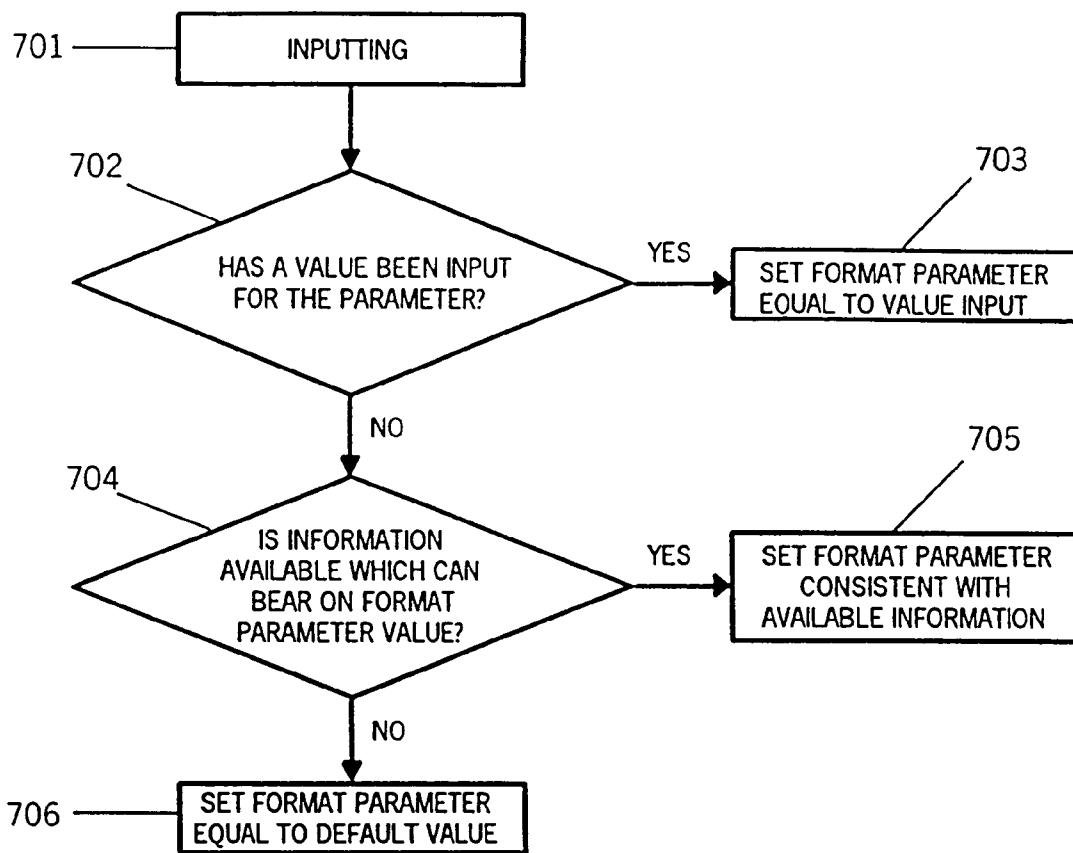 701
INPUTTING
702
HAS A VALUE BEEN INPUT
FOR THE PARAMETER?
YES
703
SET FORMAT PARAMETER
EQUAL TO VALUE INPUT
NO
704
IS INFORMATION
AVAILABLE WHICH CAN
BEAR ON FORMAT
PARAMETER VALUE?
YES
705
SET FORMAT PARAMETER
CONSISTENT WITH
AVAILABLE INFORMATION
NO
706
SET FORMAT PARAMETER
EQUAL TO DEFAULT VALUE